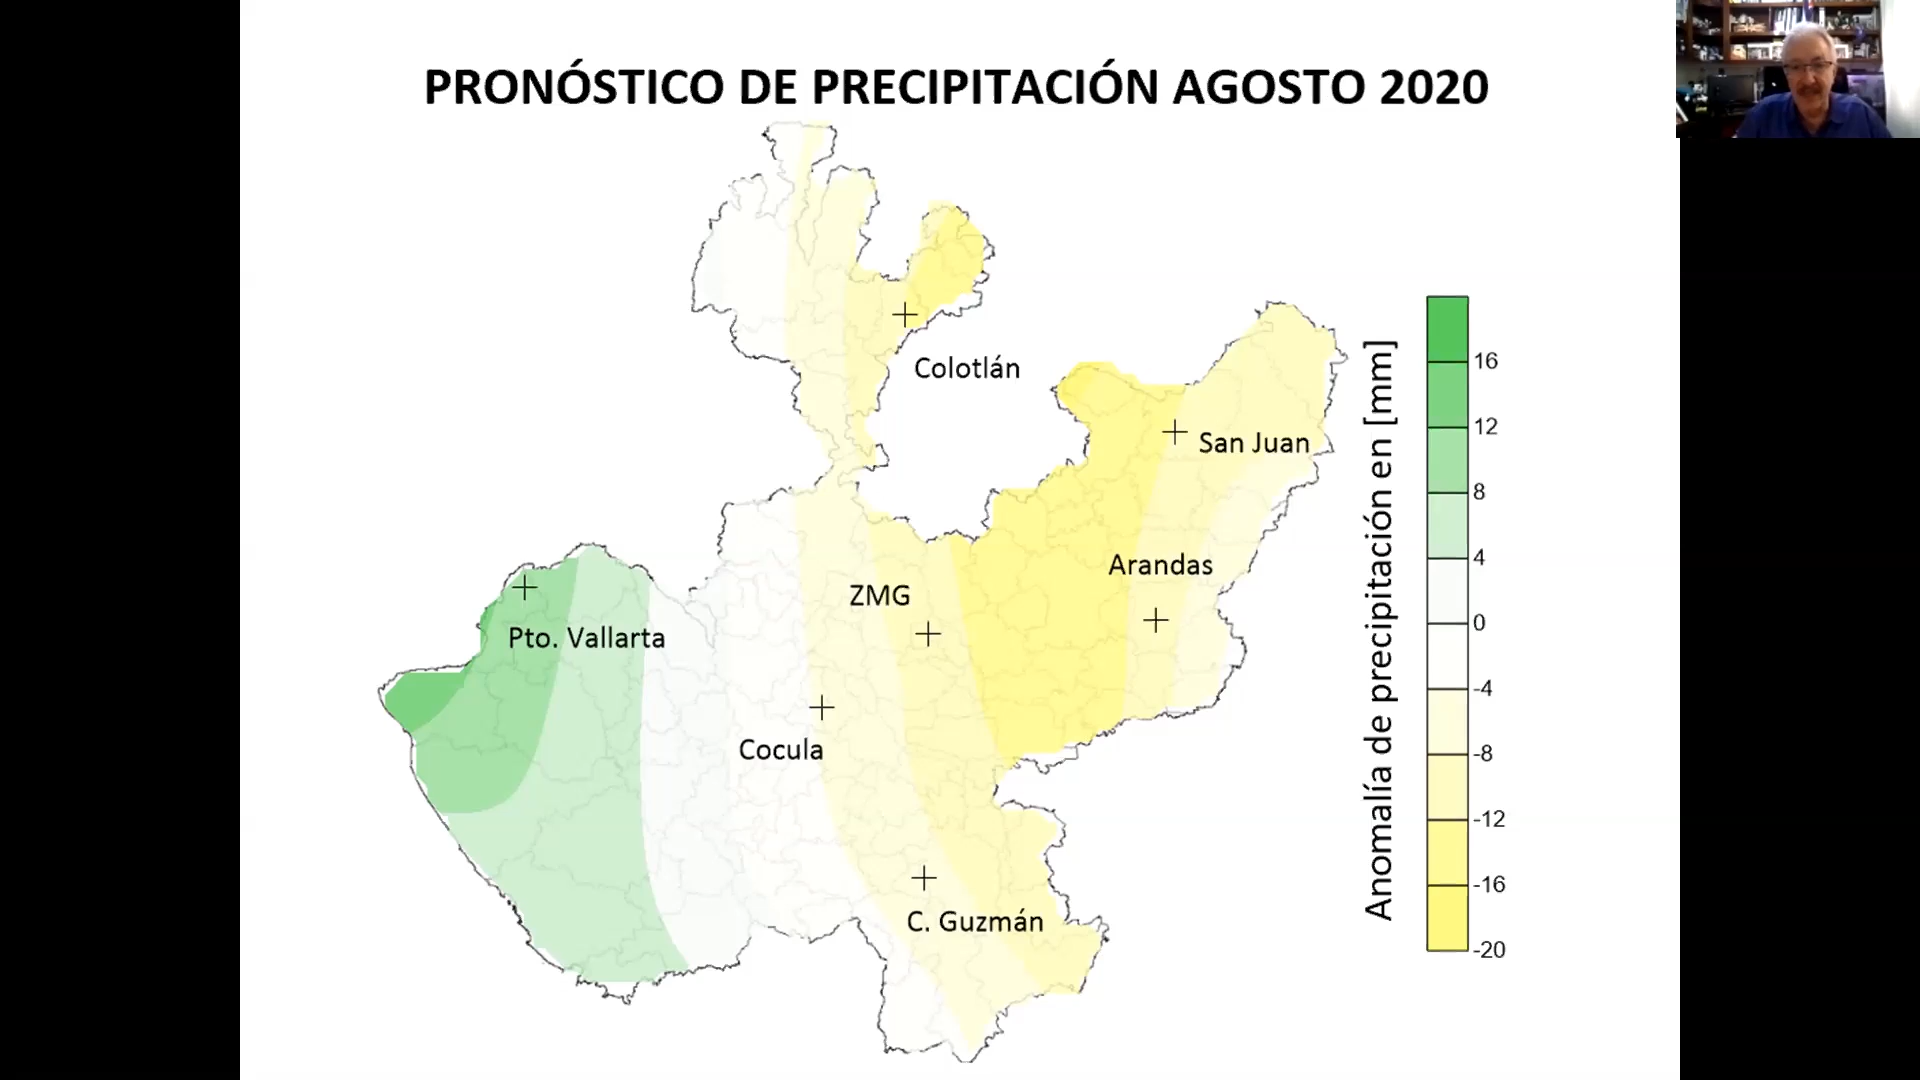 PRONÓSTICO DE PRECIPITACIÓN AGOSTO 2020
Colotlán
San Juan
Arandas
ZMG
Pto. Vallarta
Cocula
C. Guzmán
Anomalía de precipitación en [mm]
16
12
8
4
0
-4
-8
-12
-16
-20